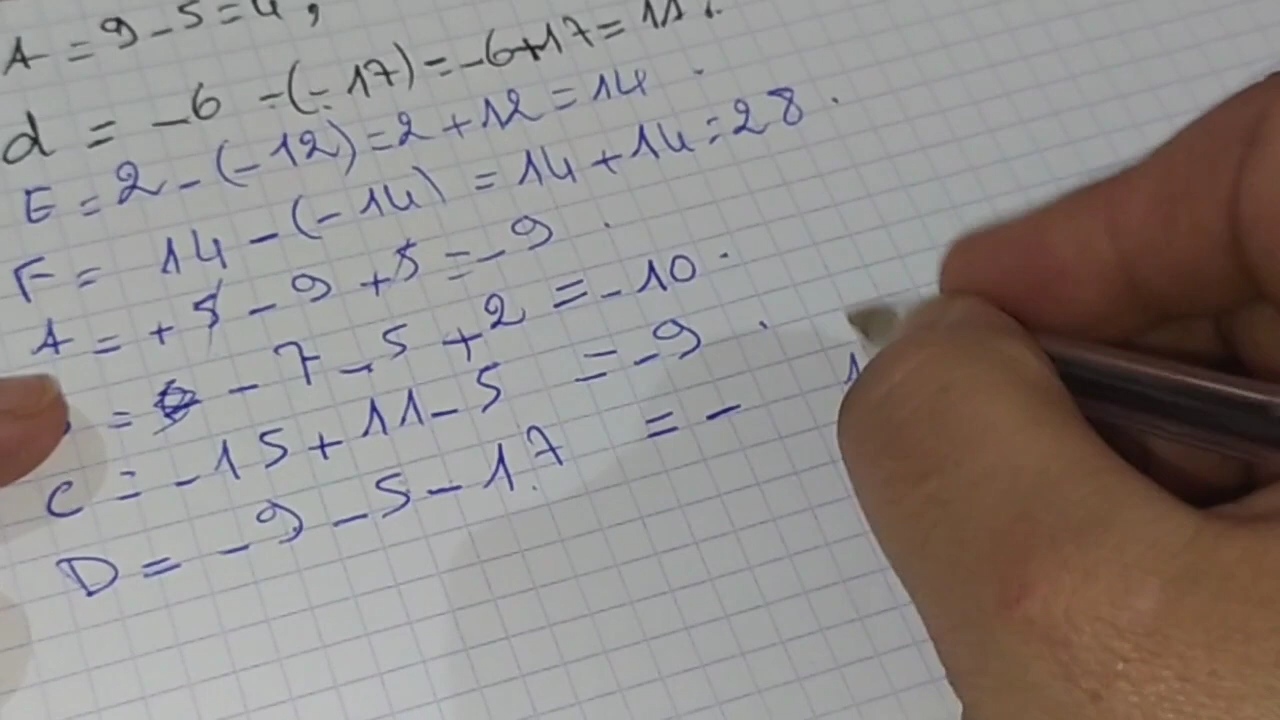 A = 9 - 5 = 4,
d = - 6 - (- 17) = - 6 + 17 = 11.
E = 2 - (- 12) = 2 + 12 = 14.
F = 14 - (- 14) = 14 + 14 = 28.
A = + 5 - 9 + 5 = - 9.
= - 7 - 5 + 2 = - 10.
C = - 15 + 11 - 5 = - 9.
D = - 9 - 5 - 17 = -